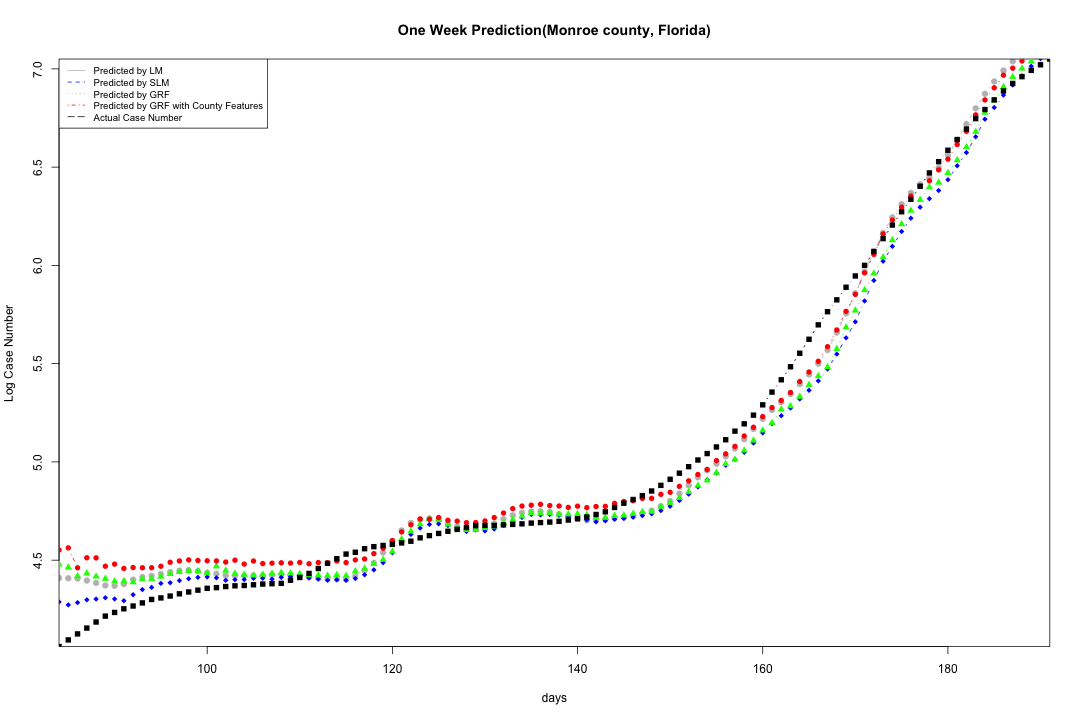 One Week Prediction(Monroe county, Florida)
Predicted by LM
Predicted by SLM
Predicted by GRF
Predicted by GRF with County Features
Actual Case Number
Log Case Number
7.0
6.5
6.0
5.5
5.0
4.5
100 120 140 160 180
days